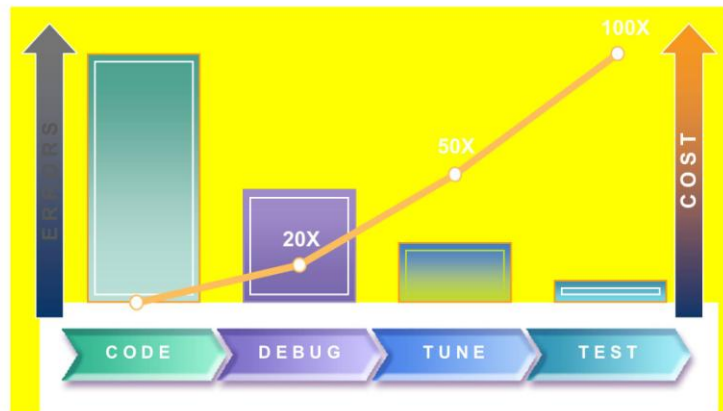 100X
ERRORS
COST
50X
20X
CODE
DEBUG
TUNE
TEST